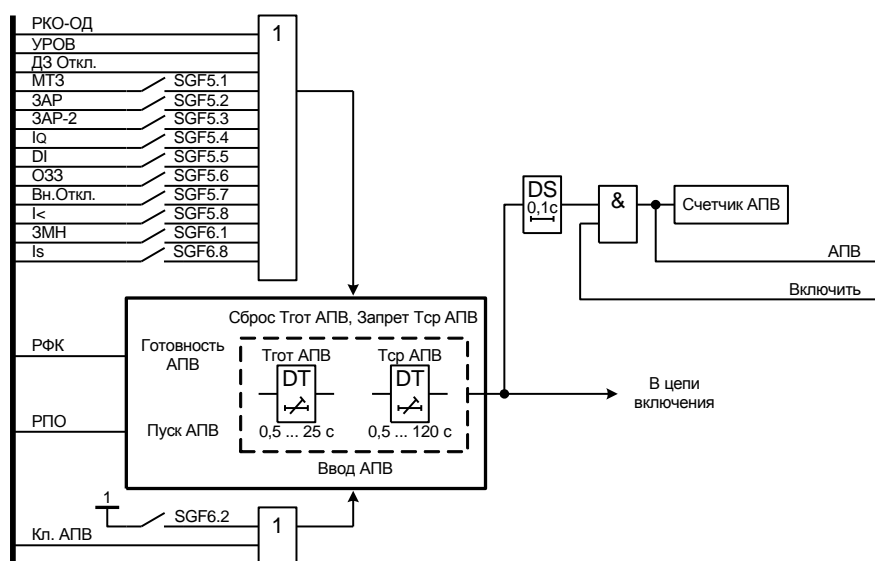 РКО-ОД
УРОВ
ДЗ Откл.
МТЗ SGF5.1
ЗАР SGF5.2
ЗАР-2 SGF5.3
IQ SGF5.4
DI SGF5.5
ОЗЗ SGF5.6
Вн.Откл. SGF5.7
I< SGF5.8
ЗМН SGF6.1
Is SGF6.8
1
DS
0,1с
&
Счетчик АПВ
АПВ
Включить
Сброс Тгот АПВ, Запрет Тср АПВ
РФК
Готовность
АПВ
Тгот АПВ
DT
0,5 ... 25 с
Тср АПВ
DT
0,5 ... 120 с
В цепи
включения
РПО
Пуск АПВ
Ввод АПВ
1
SGF6.2
1
Кл. АПВ